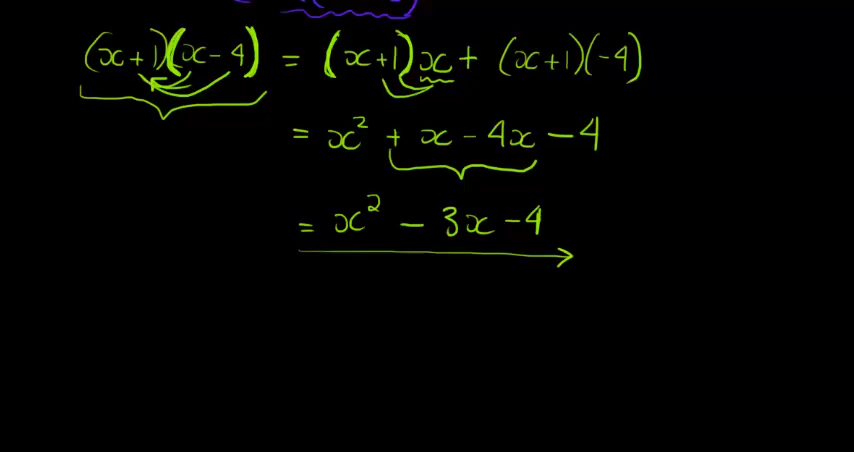 (x+1)(x-4) = (x+1)x + (x+1)(-4)
= x² + x - 4x - 4
= x² - 3x - 4